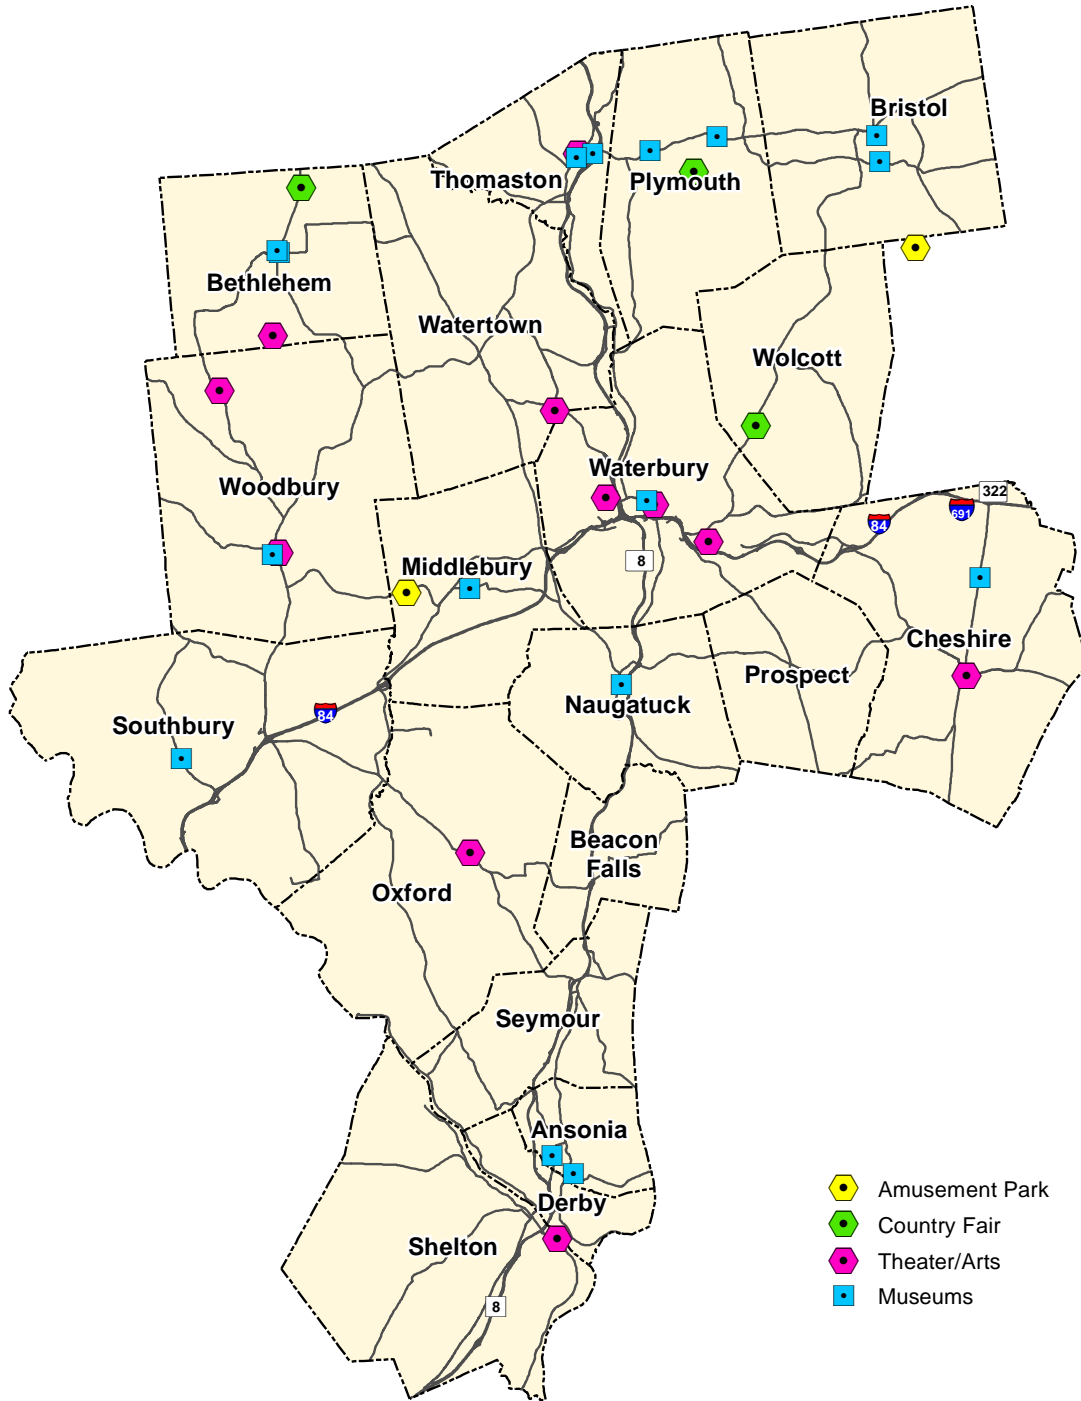 Bristol
Thomaston
Plymouth
Bethlehem
Watertown
Wolcott
Waterbury
Woodbury
322
691
84
8
Middlebury
Cheshire
Prospect
Naugatuck
84
Southbury
Beacon
Falls
Oxford
Seymour
Ansonia
Derby
Shelton
8
Amusement Park
Country Fair
Theater/Arts
Museums